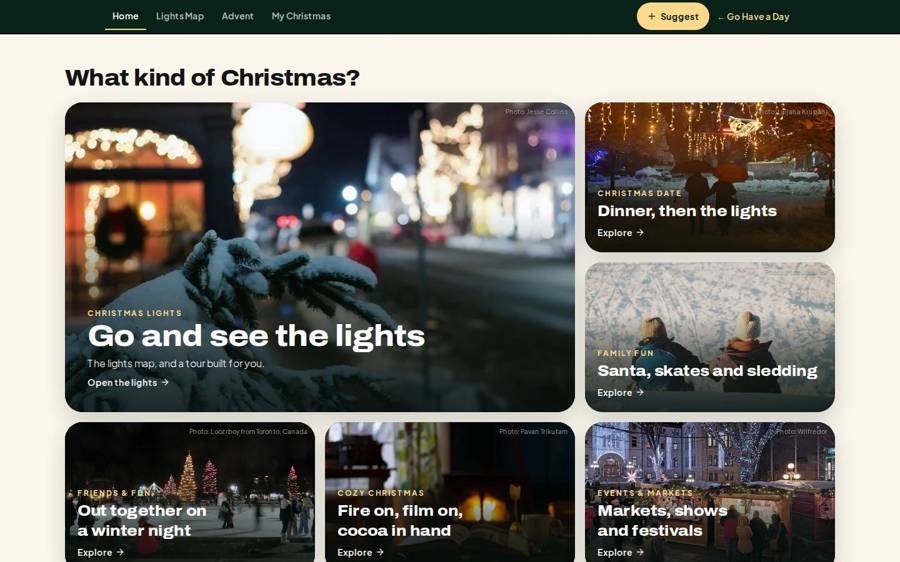 Home
Lights Map
Advent
My Christmas
+ Suggest
← Go Have a Day
What kind of Christmas?
Photo: Jesse Collins
CHRISTMAS LIGHTS
Go and see the lights
The lights map, and a tour built for you.
Open the lights →
CHRISTMAS DATE
Dinner, then the lights
Explore →
FAMILY FUN
Santa, skates and sledding
Explore →
Photo: Loozrboy from Toronto, Canada
FRIENDS & FUN
Out together on
a winter night
Explore →
Photo: Pavan Trikutam
COZY CHRISTMAS
Fire on, film on,
cocoa in hand
Explore →
Photo: Wilfredor
EVENTS & MARKETS
Markets, shows
and festivals
Explore →